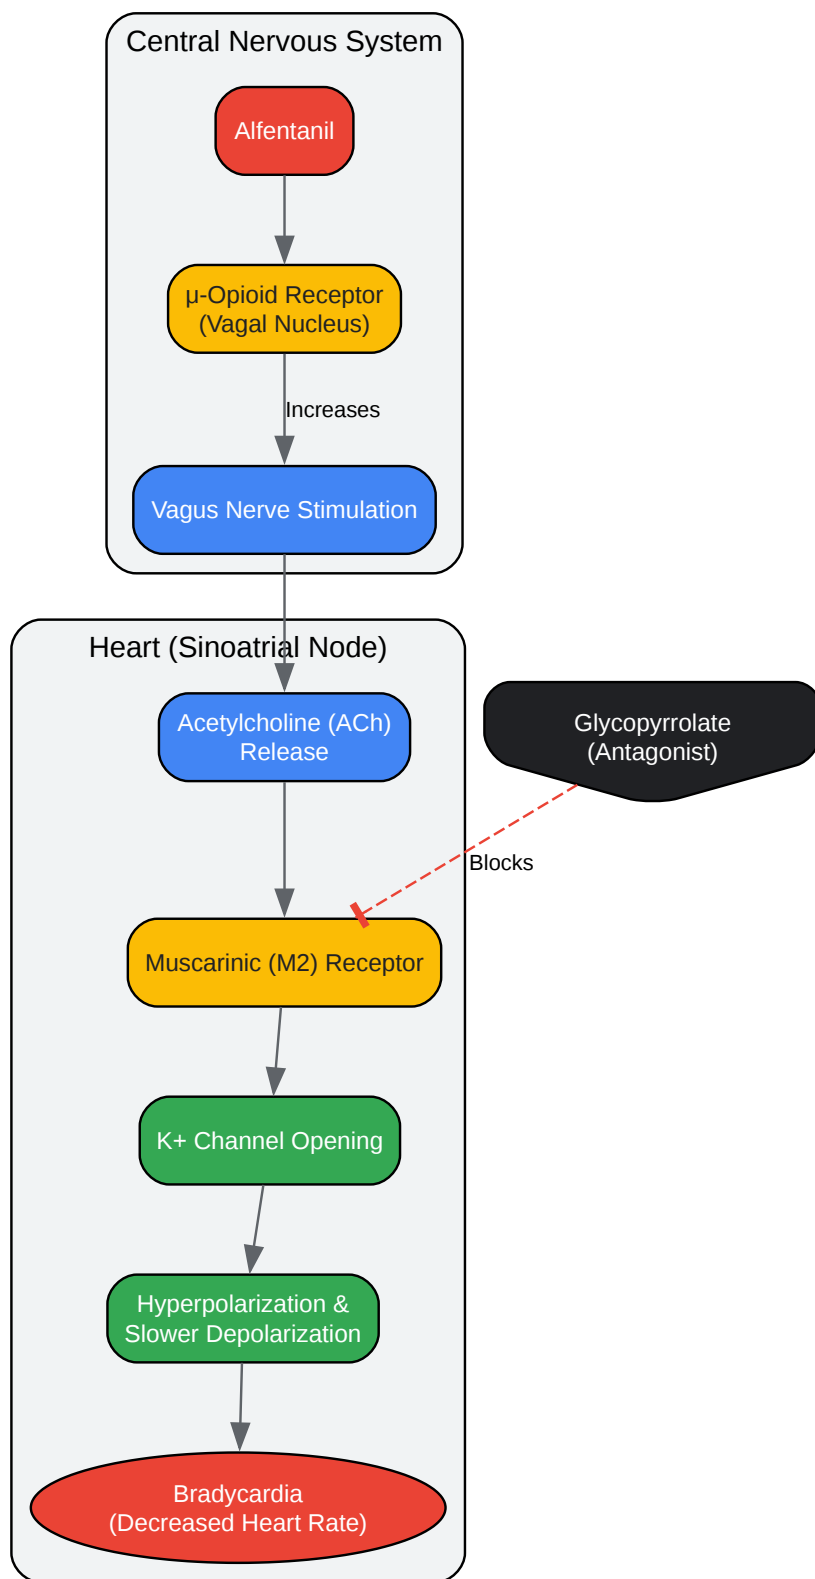 Central Nervous System
Alfentanil
μ-Opioid Receptor
(Vagal Nucleus)
Increases
Vagus Nerve Stimulation
Heart (Sinoatrial Node)
Acetylcholine (ACh)
Release
Glycopyrrolate
(Antagonist)
Blocks
Muscarinic (M2) Receptor
K+ Channel Opening
Hyperpolarization &
Slower Depolarization
Bradycardia
(Decreased Heart Rate)